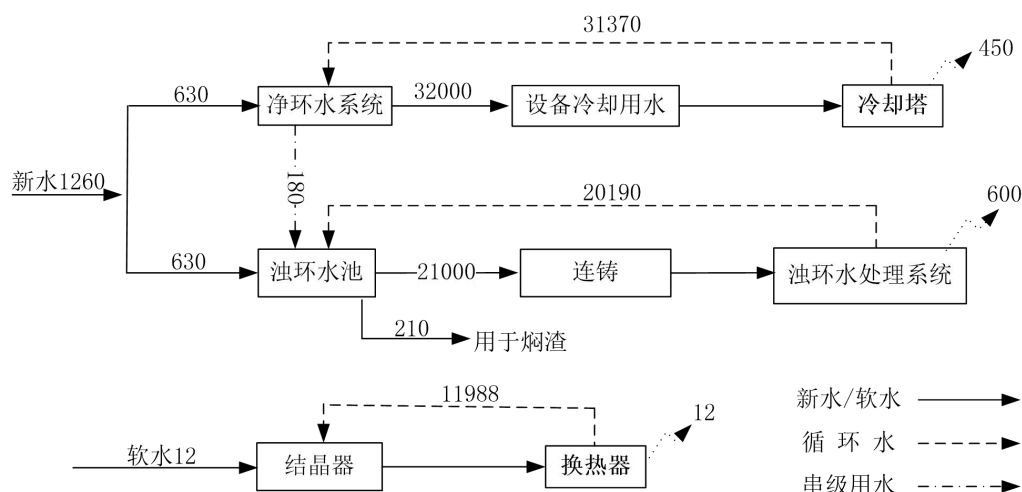 31370
450
630
净环水系统
32000
设备冷却用水
冷却塔
新水1260
180
20190
600
630
浊环水池
21000
连铸
浊环水处理系统
210
用于焖渣
11988
12
新水/软水
循 环 水
软水12
结晶器
换热器
串级用水